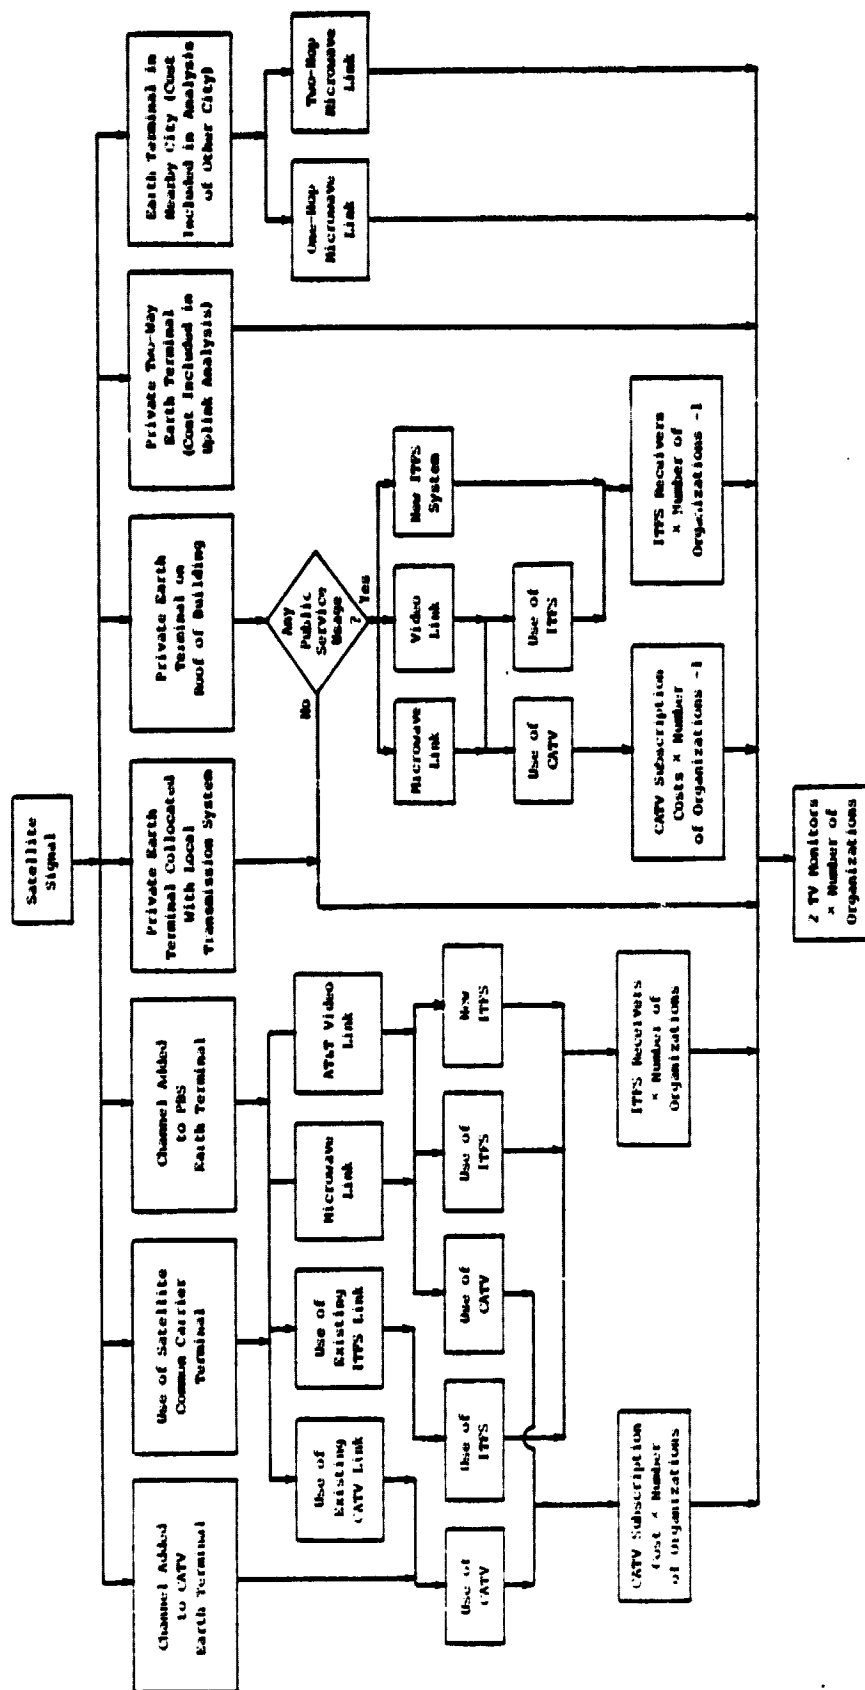 Satellite
Signal
Channel Added
to CATV
Earth Terminal
Use of Satellite
Common Carrier
Terminal
Channel Added
to PBS
Earth Terminal
Private Earth
Terminal Collocated
With Local
Transmission System
Private Earth
Terminal on
Roof of Building
Private Two-Way
Earth Terminal
(Cost Included in
Uplink Analysis)
Earth Terminal in
Nearby City (Cost
Included in Analysis
of Other City)
Use of
Existing
CATV Link
Use of
Existing
ITFS Link
Microwave
Link
AT&T Video
Link
Any
Public
Service
Usage
?
No
Yes
One-Hop
Microwave
Link
Two-Hop
Microwave
Link
Microwave
Link
Video
Link
New ITFS
System
Use of
CATV
Use of
ITFS
Use of
CATV
Use of
ITFS
New
ITFS
Use of
CATV
Use of
ITFS
CATV Subscription
Cost × Number
of Organizations
ITFS Receivers
× Number of
Organizations
CATV Subscription
Costs × Number
of Organizations -1
ITFS Receivers
× Number of
Organizations -1
2 TV Monitors
× Number of
Organizations